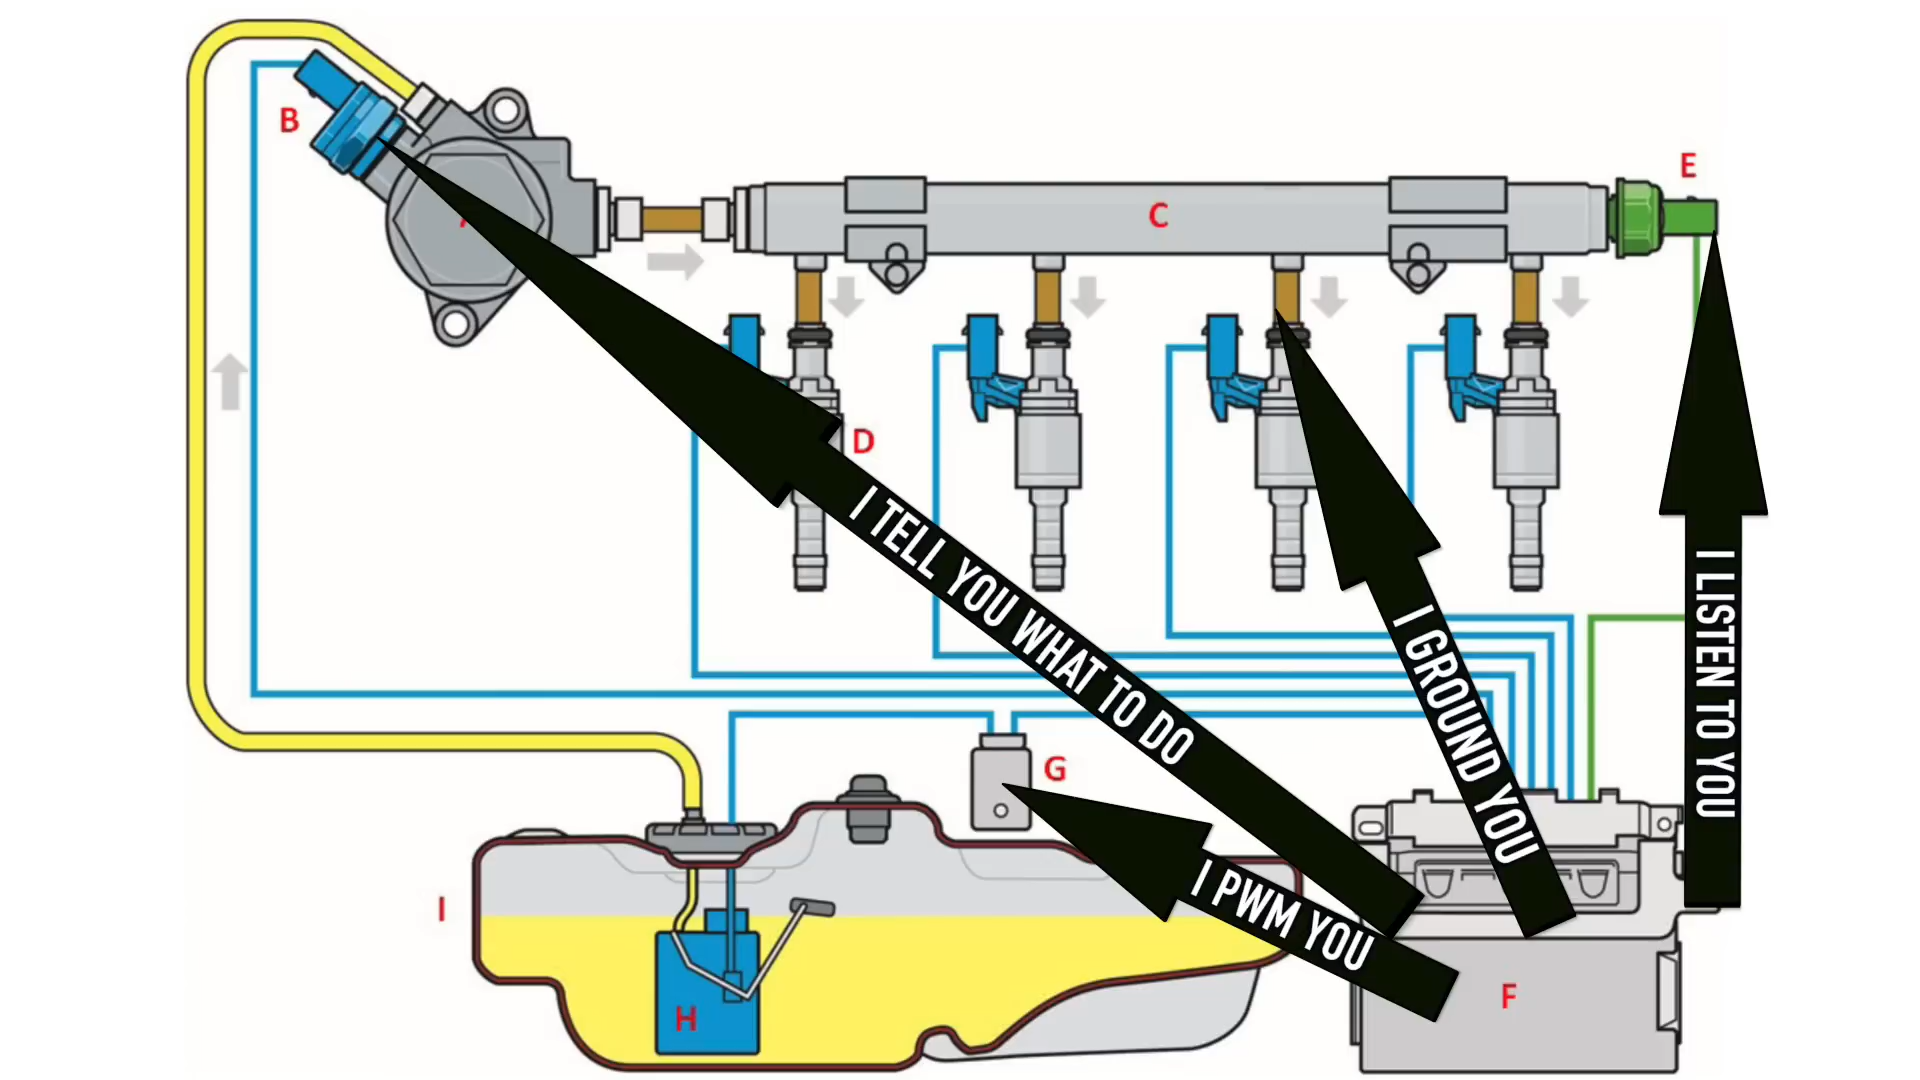 B
E
A
C
D
I TELL YOU WHAT TO DO
I GROUND YOU
I LISTEN TO YOU
G
I PWM YOU
I
H
F